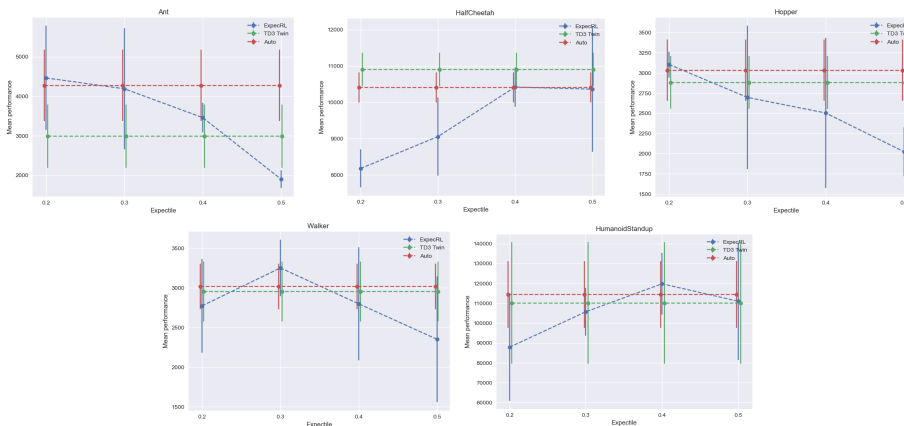 Ant
ExpecRL
TD3 Twin
Auto
Mean performance
5000
4000
3000
2000
0.2 0.3 0.4 0.5
Expectile
HalfCheetah
ExpecRL
TD3 Twin
Auto
Mean performance
12000
11000
10000
9000
8000
0.2 0.3 0.4 0.5
Expectile
Hopper
ExpecRL
TD3 Twin
Auto
Mean performance
3500
3250
3000
2750
2500
2250
2000
1750
1500
0.2 0.3 0.4 0.5
Expectile
Walker
ExpecRL
TD3 Twin
Auto
Mean performance
3500
3000
2500
2000
1500
0.2 0.3 0.4 0.5
Expectile
HumanoidStandup
ExpecRL
TD3 Twin
Auto
Mean performance
140000
130000
120000
110000
100000
90000
80000
70000
60000
0.2 0.3 0.4 0.5
Expectile